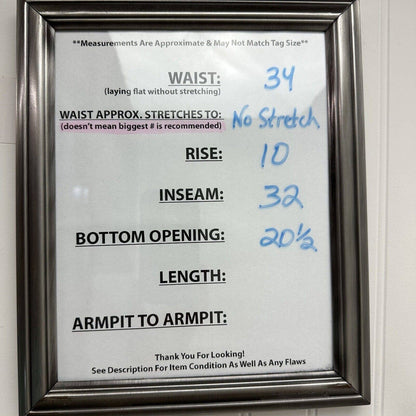 **Measurements Are Approximate & May Not Match Tag Size**
WAIST: 34
(laying flat without stretching)
WAIST APPROX. STRETCHES TO: No Stretch
(doesn't mean biggest # is recommended)
RISE: 10
INSEAM: 32
BOTTOM OPENING: 20½
LENGTH:
ARMPIT TO ARMPIT:
Thank You For Looking!
See Description For Item Condition As Well As Any Flaws